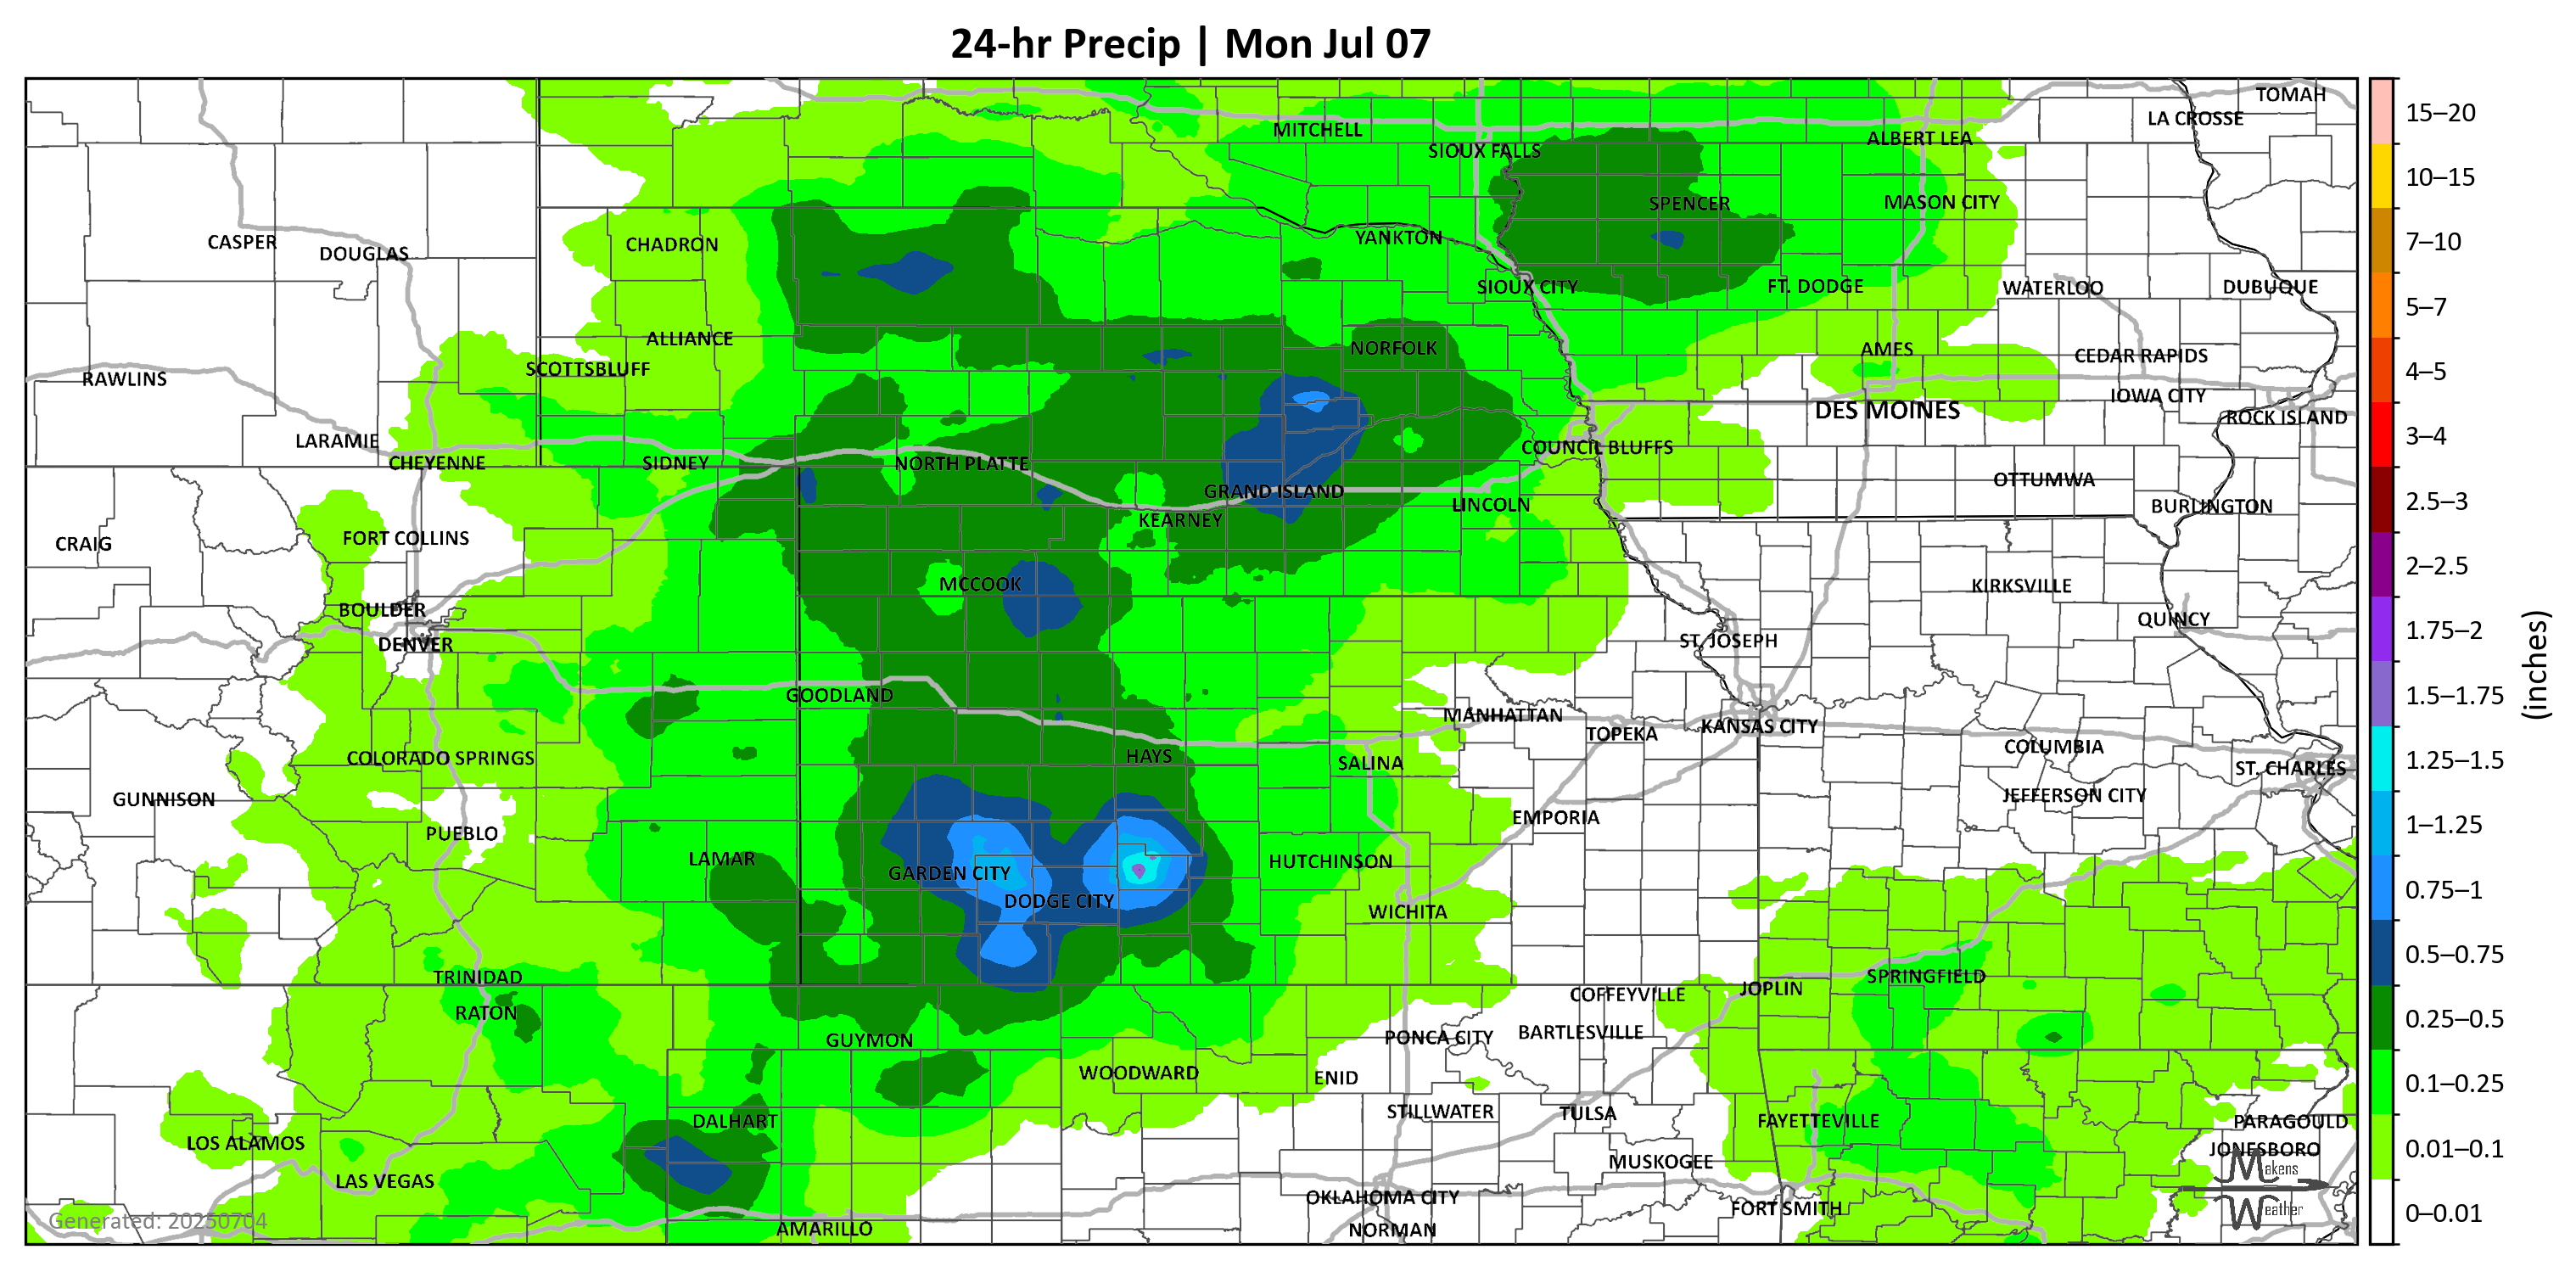 24-hr Precip | Mon Jul 07
TOMAH
LA CROSSE
MITCHELL
ALBERT LEA
SIOUX FALLS
SPENCER
MASON CITY
CASPER
DOUGLAS
CHADRON
YANKTON
SIOUX CITY
FT. DODGE
WATERLOO
DUBUQUE
ALLIANCE
NORFOLK
AMES
CEDAR RAPIDS
SCOTTSBLUFF
RAWLINS
IOWA CITY
DES MOINES
ROCK ISLAND
LARAMIE
CHEYENNE
SIDNEY
NORTH PLATTE
COUNCIL BLUFFS
GRAND ISLAND
LINCOLN
OTTUMWA
BURLINGTON
KEARNEY
CRAIG
FORT COLLINS
MCCOOK
KIRKSVILLE
BOULDER
QUINCY
DENVER
ST. JOSEPH
GOODLAND
MANHATTAN
TOPEKA
KANSAS CITY
COLUMBIA
COLORADO SPRINGS
HAYS
SALINA
ST. CHARLES
GUNNISON
JEFFERSON CITY
PUEBLO
EMPORIA
LAMAR
GARDEN CITY
HUTCHINSON
DODGE CITY
WICHITA
TRINIDAD
SPRINGFIELD
JOPLIN
COFFEYVILLE
RATON
GUYMON
PONCA CITY
BARTLESVILLE
WOODWARD
ENID
DALHART
STILLWATER
TULSA
FAYETTEVILLE
PARAGOULD
LOS ALAMOS
JONESBORO
MUSKOGEE
LAS VEGAS
OKLAHOMA CITY
FORT SMITH
AMARILLO
NORMAN
Generated: 20250704
Makens
Weather
15–20
10–15
7–10
5–7
4–5
3–4
2.5–3
2–2.5
1.75–2
1.5–1.75
1.25–1.5
1–1.25
0.75–1
0.5–0.75
0.25–0.5
0.1–0.25
0.01–0.1
0–0.01
(inches)